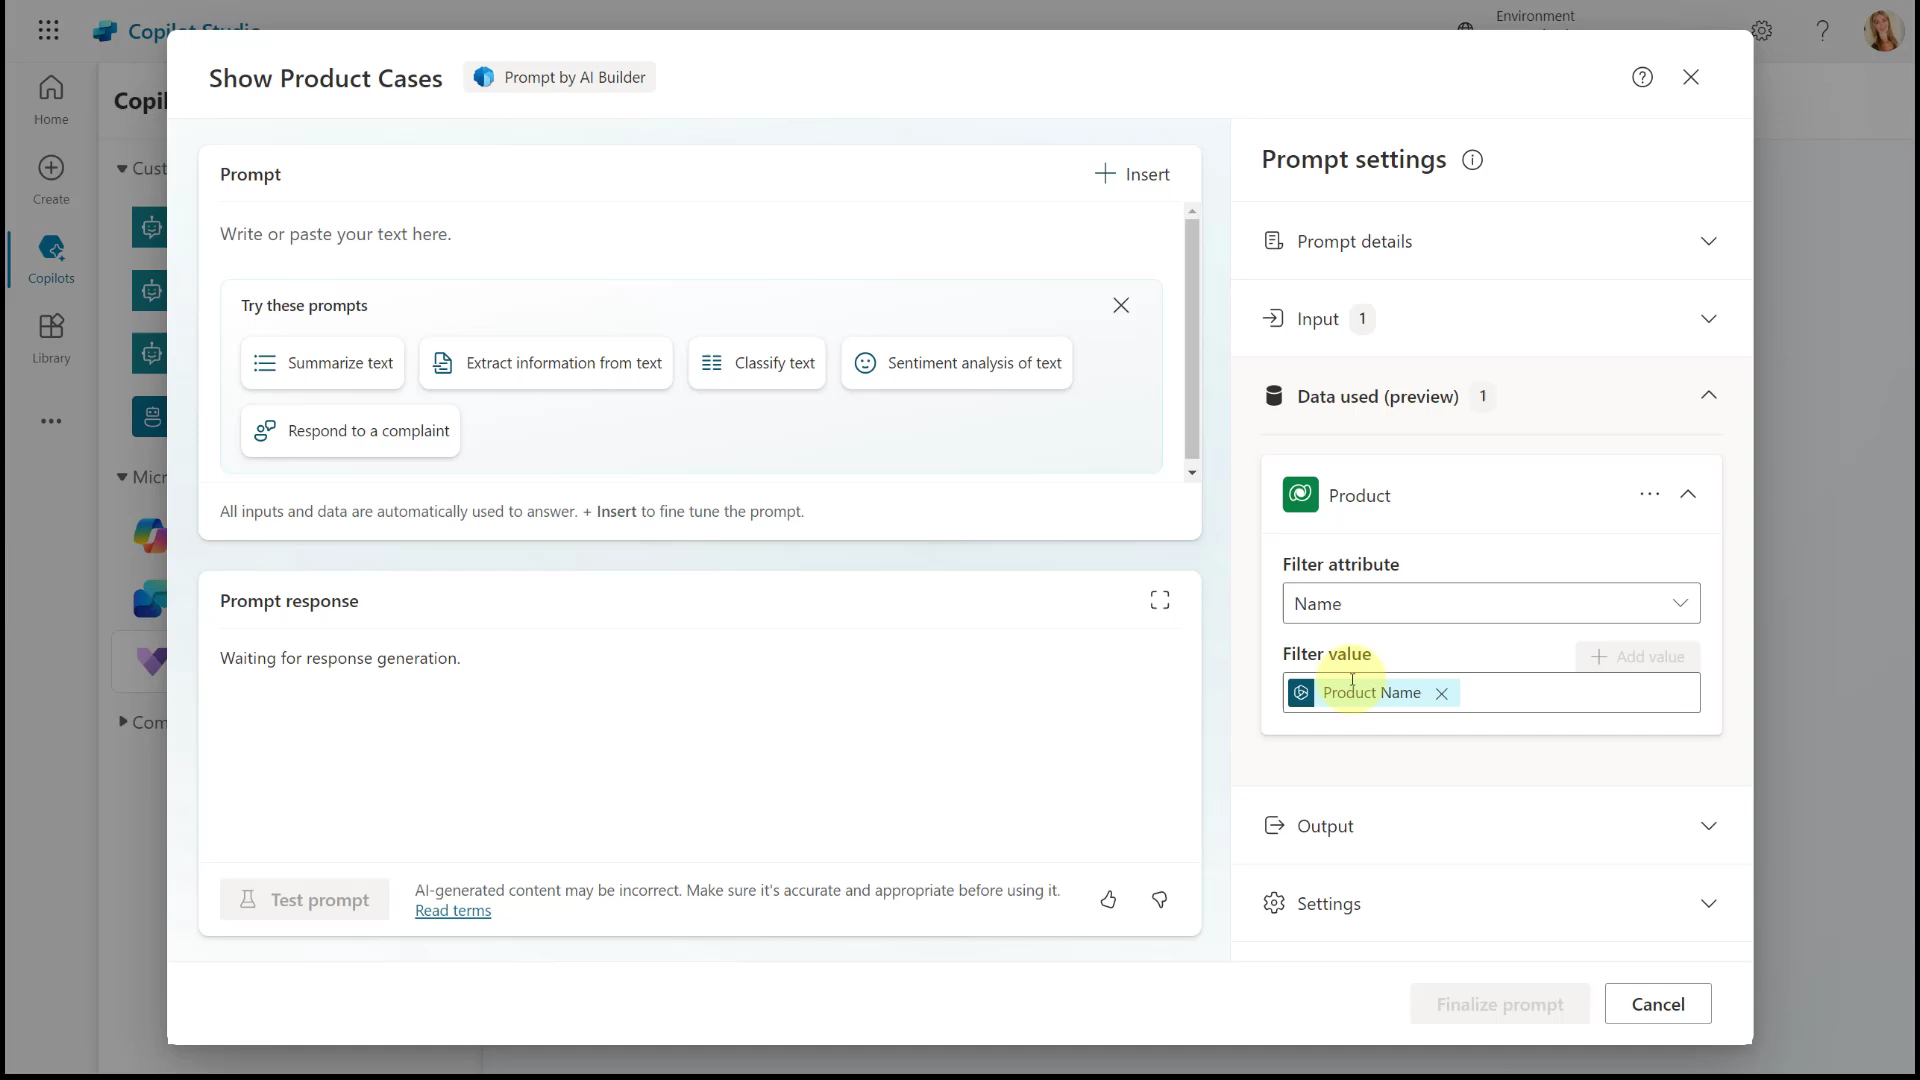 Environment
Show Product Cases
Prompt by AI Builder
Home
Create
Copilots
Library
Prompt
Insert
Write or paste your text here.
Try these prompts
Summarize text
Extract information from text
Classify text
Sentiment analysis of text
Respond to a complaint
All inputs and data are automatically used to answer. + Insert to fine tune the prompt.
Prompt response
Waiting for response generation.
Test prompt
AI-generated content may be incorrect. Make sure it's accurate and appropriate before using it.
Read terms
Prompt settings
Prompt details
Input 1
Data used (preview) 1
Product
Filter attribute
Name
Filter value
Add value
Product Name
Output
Settings
Finalize prompt
Cancel